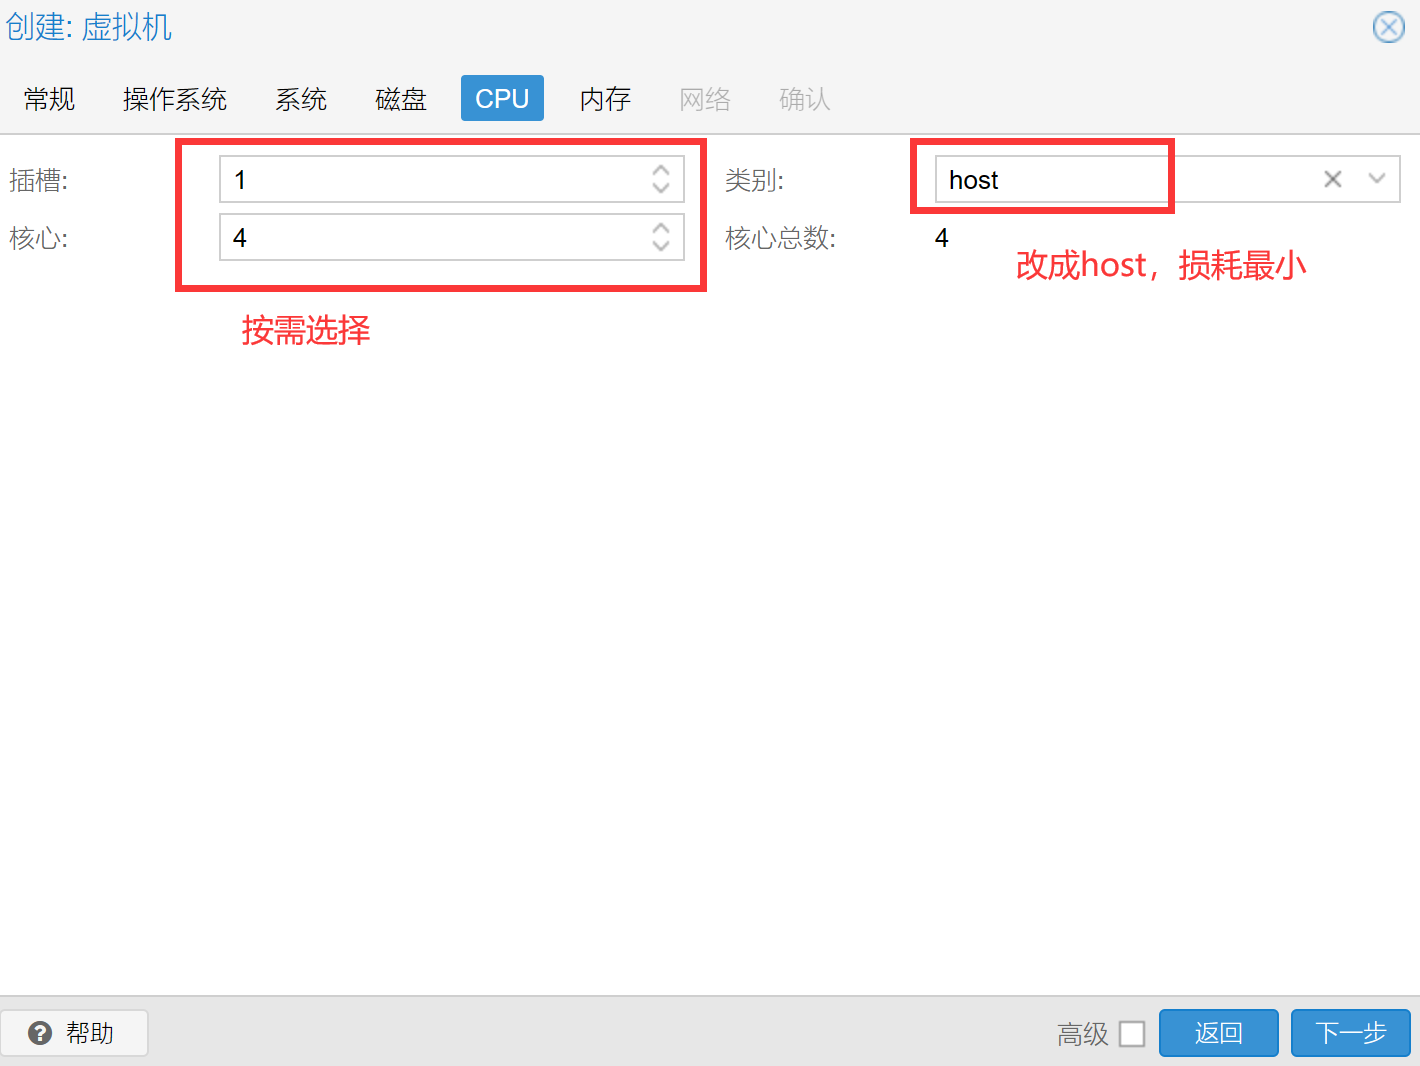 创建: 虚拟机
常规 操作系统 系统 磁盘 CPU 内存 网络 确认
插槽: 1 类别: host
核心: 4 核心总数: 4
改成host，损耗最小
按需选择
帮助 高级 返回 下一步